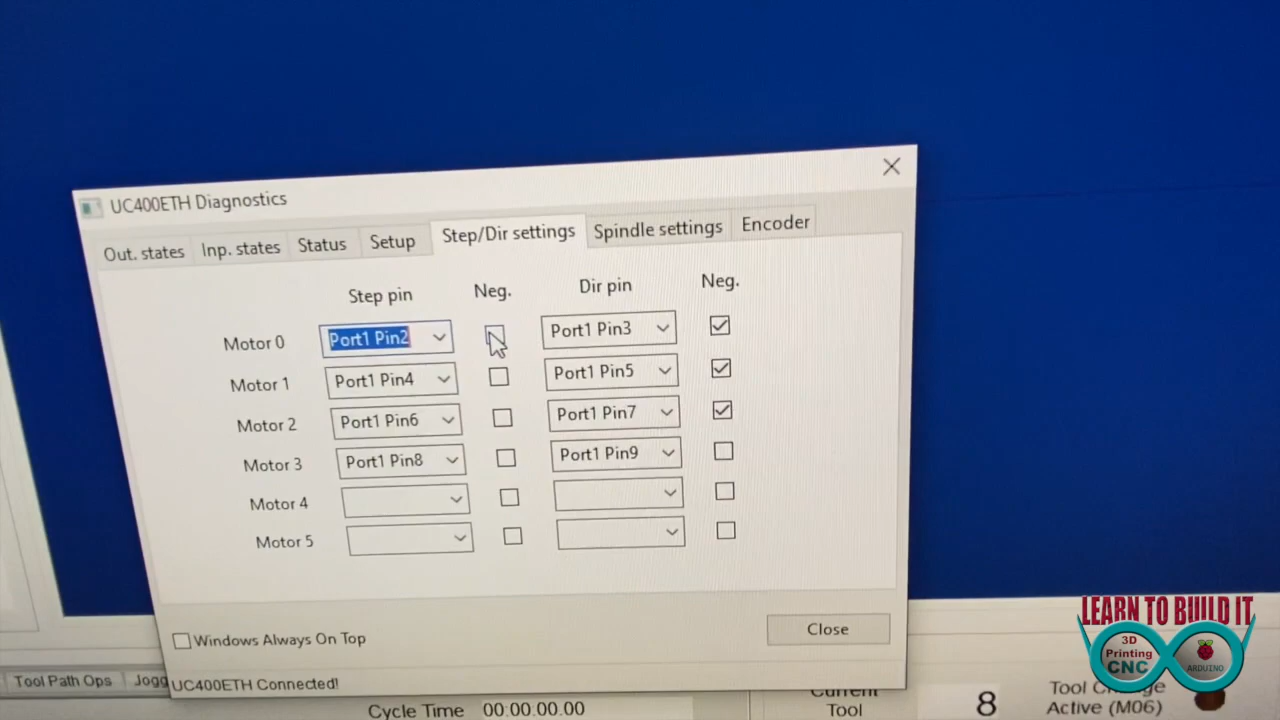 UC400ETH Diagnostics
Out. states Inp. states Status Setup Step/Dir settings Spindle settings Encoder
Step pin Neg. Dir pin Neg.
Motor 0 Port1 Pin2 Port1 Pin3
Motor 1 Port1 Pin4 Port1 Pin5
Motor 2 Port1 Pin6 Port1 Pin7
Motor 3 Port1 Pin8 Port1 Pin9
Motor 4
Motor 5
Windows Always On Top
Close
UC400ETH Connected!
Tool Path Ops Jogg
Cycle Time 00:00:00.00
Current
Tool
8
Tool
Active (M06)
LEARN TO BUILD IT
3D
Printing
CNC
ARDUINO